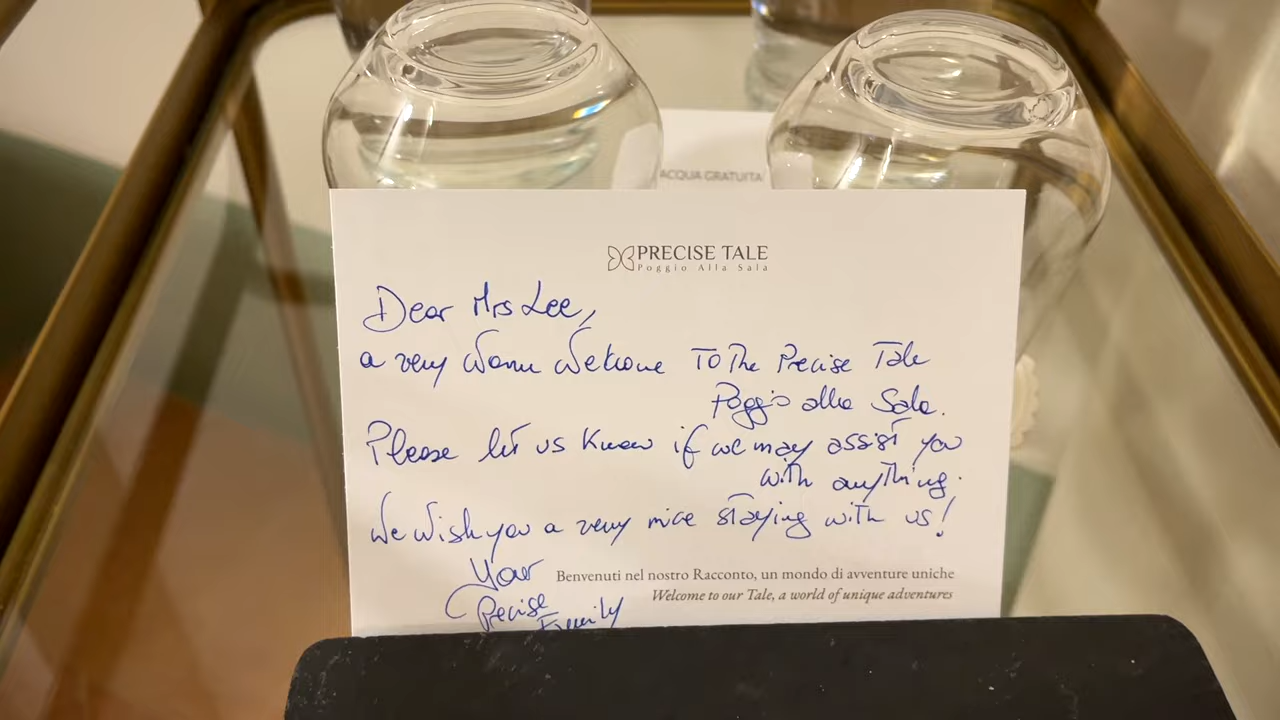 ACQUA GRATUITA
PRECISE TALE
Poggio Alla Sala
Dear Mrs Lee,
a very warm welcome TO The Precise Tale
Poggio alla Sala.
Please let us know if we may assist you
with anything.
We wish you a very nice staying with us!
Your
Precise
Family
Benvenuti nel nostro Racconto, un mondo di avventure uniche
Welcome to our Tale, a world of unique adventures